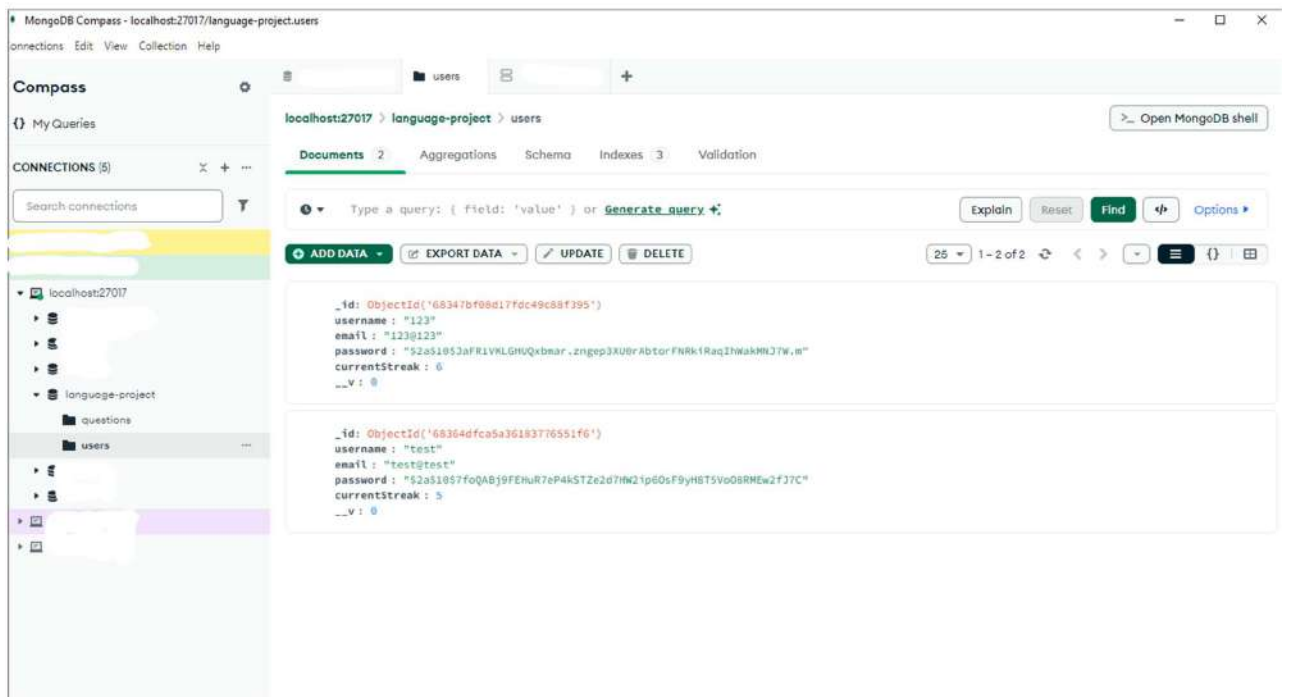 MongoDB Compass - localhost:27017/language-project.users
onnections Edit View Collection Help
Compass
{} My Queries
CONNECTIONS (5)
Search connections
localhost:27017
language-project
questions
users
users
localhost:27017 > language-project > users
>_ Open MongoDB shell
Documents 2 Aggregations Schema Indexes 3 Validation
Type a query: { field: 'value' } or Generate query
Explain Reset Find </> Options
ADD DATA EXPORT DATA UPDATE DELETE
25 1-2 of 2 {}
_id: ObjectId('68347bf08d17fdc49c88f395')
username : "123"
email : "123@123"
password :
currentStreak : 6
__v : 0
_id: ObjectId('68364dfca5a36183776551f6')
username : "test"
email : "test@test"
password :
currentStreak : 5
__v : 0